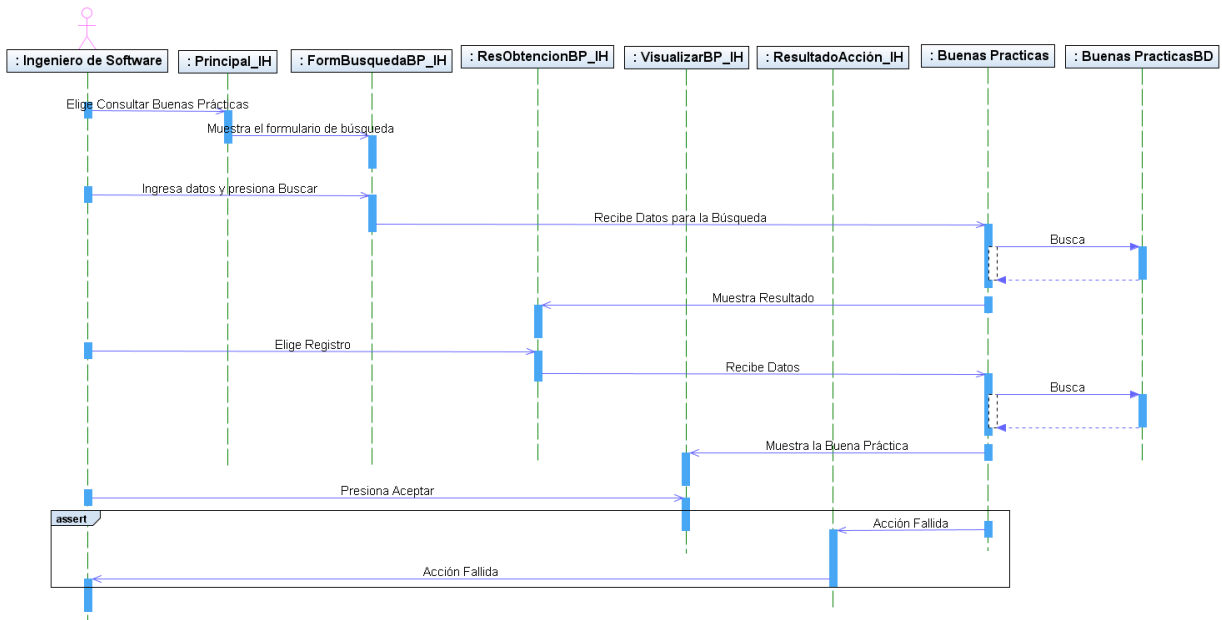 : Ingeniero de Software
: Principal_IH
: FormBusquedaBP_IH
: ResObtencionBP_IH
: VisualizarBP_IH
: ResultadoAcción_IH
: Buenas Practicas
: Buenas PracticasBD
Elige Consultar Buenas Prácticas
Muestra el formulario de búsqueda
Ingresa datos y presiona Buscar
Recibe Datos para la Búsqueda
Busca
Muestra Resultado
Elige Registro
Recibe Datos
Busca
Muestra la Buena Práctica
Presiona Aceptar
assert
Acción Fallida
Acción Fallida